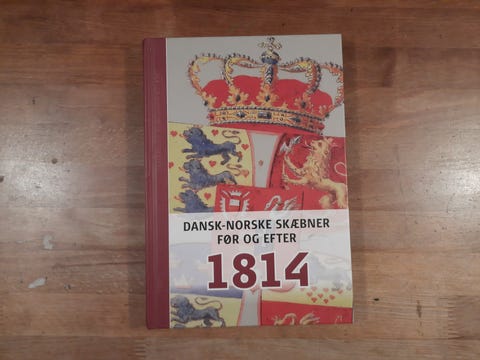 DANSK-NORSKE SKÆBNER
FØR OG EFTER
1814